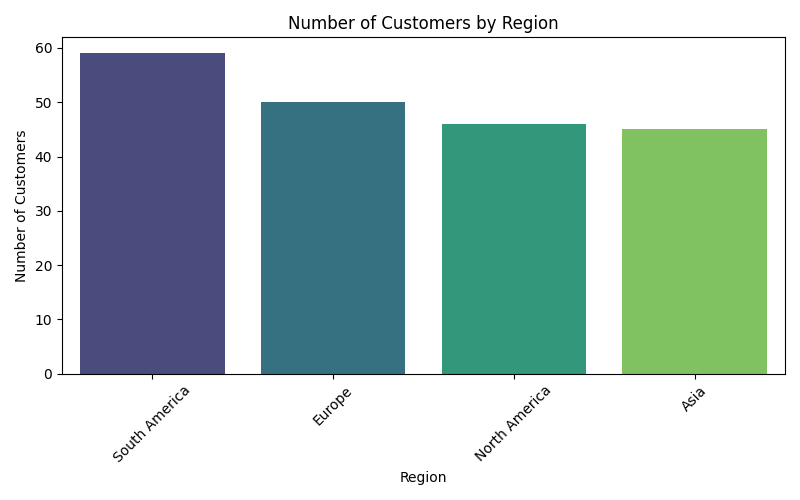 Number of Customers by Region
Number of Customers
60
50
40
30
20
10
0
South America
Europe
North America
Asia
Region